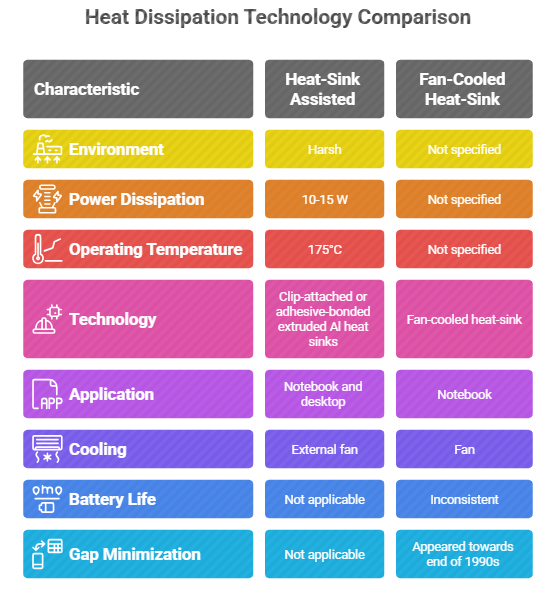 Heat Dissipation Technology Comparison
Characteristic
Heat-Sink
Assisted
Fan-Cooled
Heat-Sink
Environment
Harsh
Not specified
Power Dissipation
10-15 W
Not specified
Operating Temperature
175°C
Not specified
Technology
Clip-attached or
adhesive-bonded
extruded Al heat
sinks
Fan-cooled heat-sink
APP
Application
Notebook and
desktop
Notebook
Cooling
External fan
Fan
Battery Life
Not applicable
Inconsistent
Gap Minimization
Not applicable
Appeared towards
end of 1990s